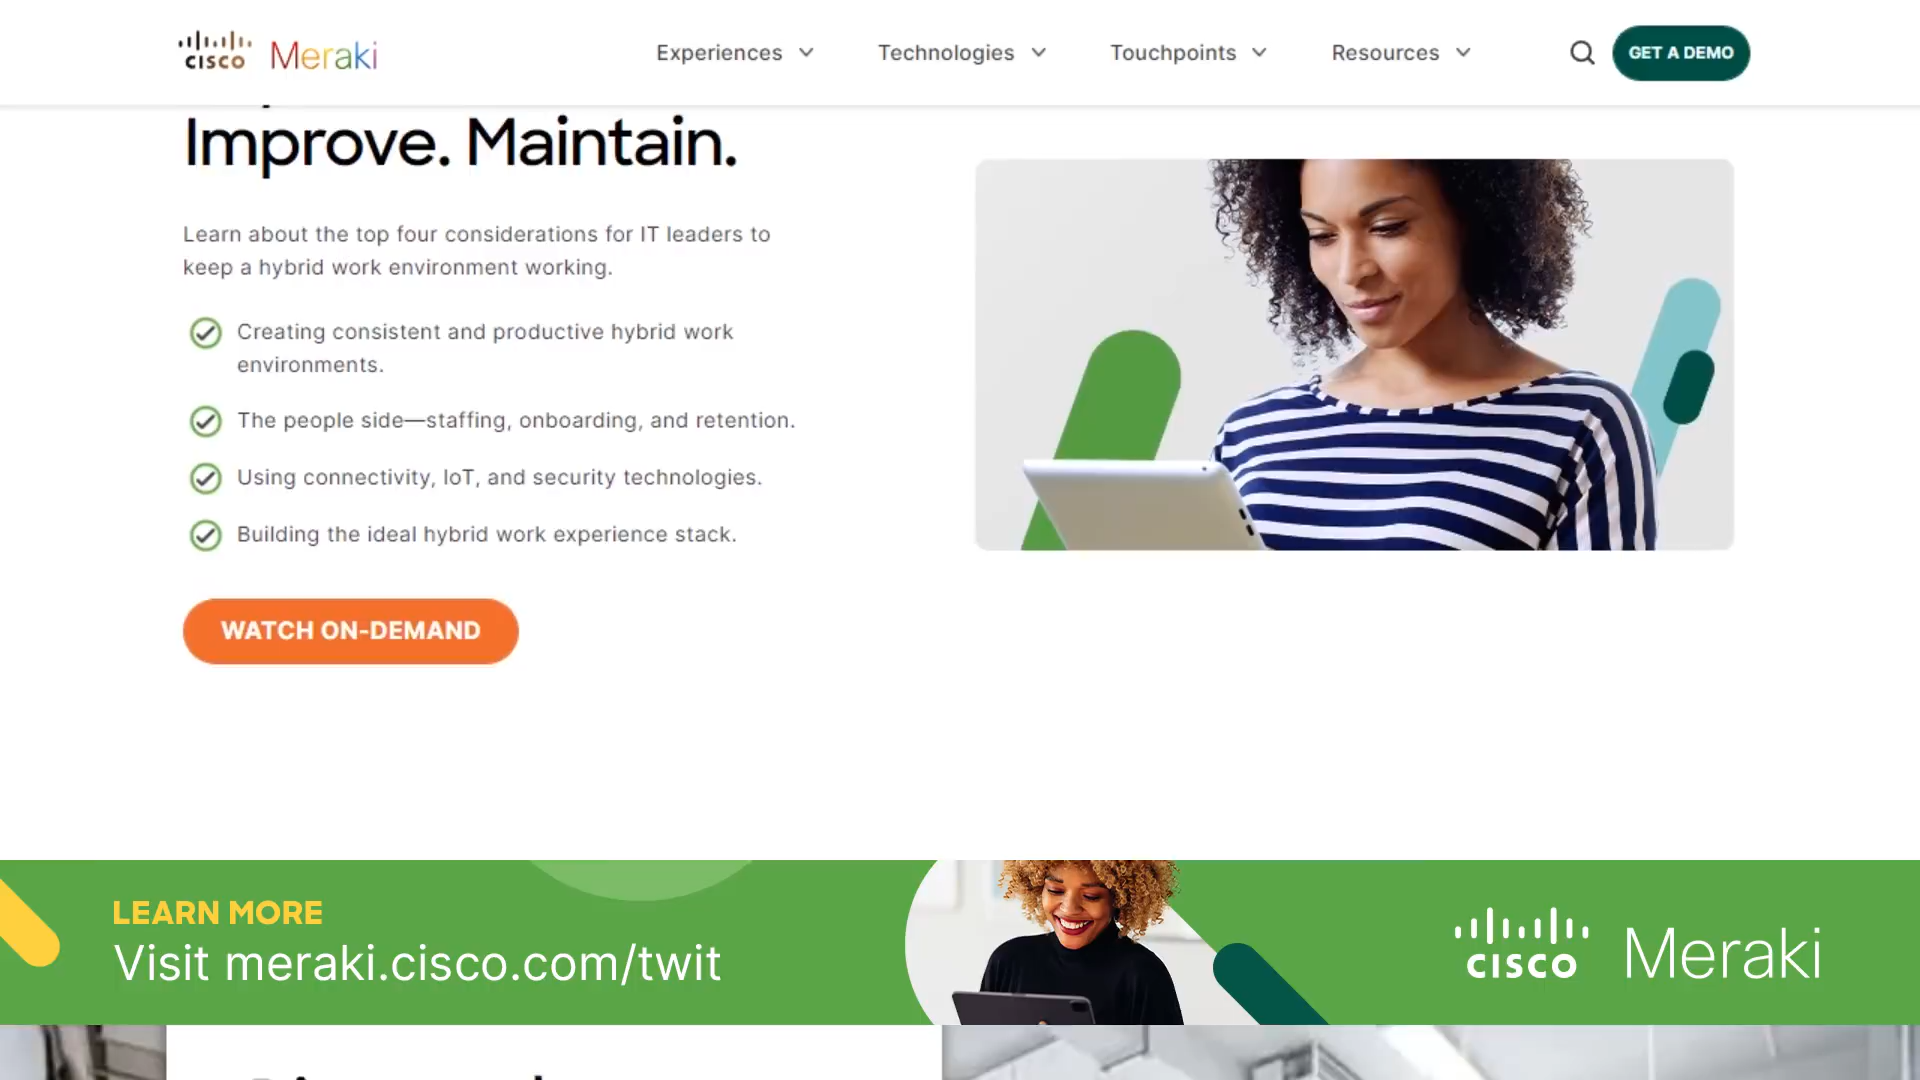 cisco Meraki
Experiences
Technologies
Touchpoints
Resources
GET A DEMO
Improve. Maintain.
Learn about the top four considerations for IT leaders to
keep a hybrid work environment working.
Creating consistent and productive hybrid work
environments.
The people side—staffing, onboarding, and retention.
Using connectivity, IoT, and security technologies.
Building the ideal hybrid work experience stack.
WATCH ON-DEMAND
LEARN MORE
Visit meraki.cisco.com/twit
cisco Meraki